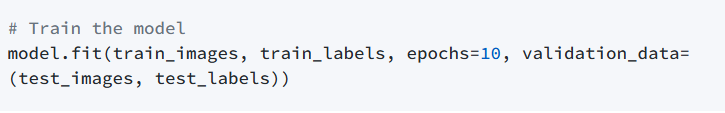 # Train the model
model.fit(train_images, train_labels, epochs=10, validation_data=
(test_images, test_labels))